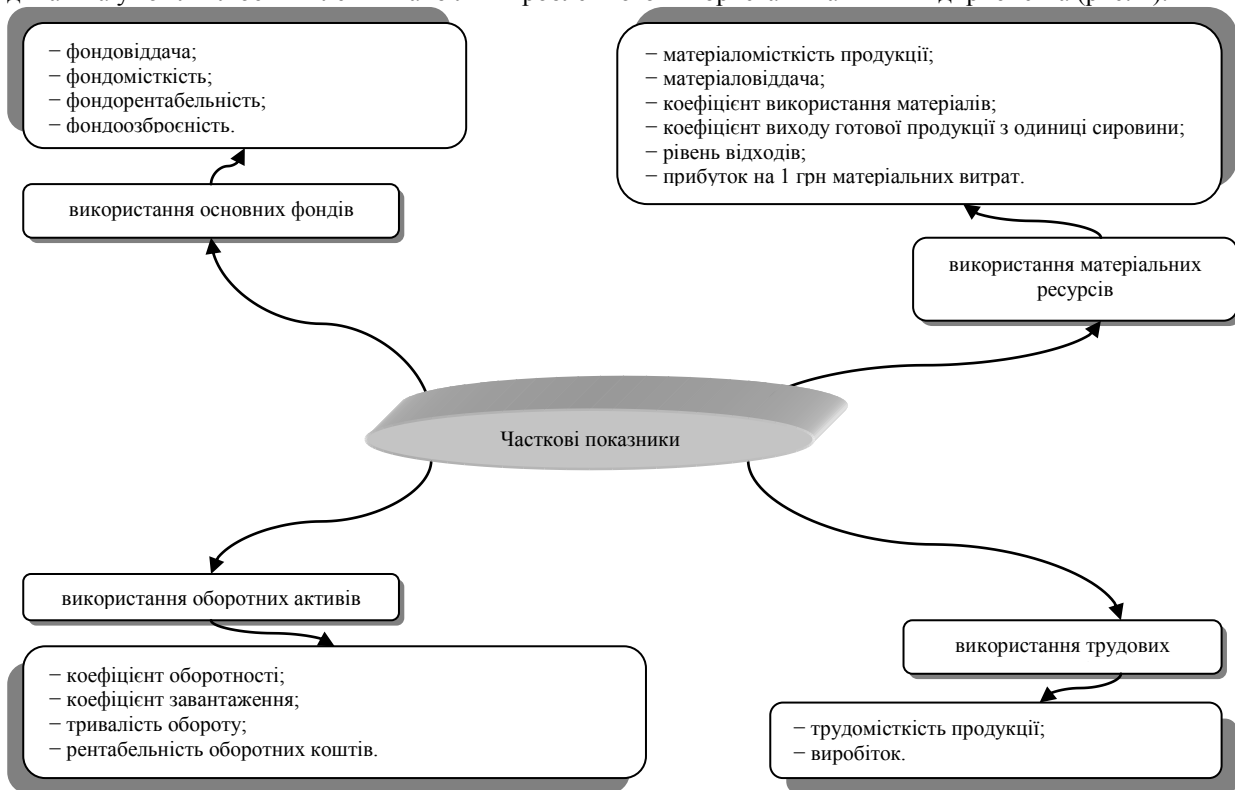 − фондовіддача;
− фондомісткість;
− фондорентабельність;
− фондоозброєність.
використання основних фондів
− матеріаломісткість продукції;
− матеріаловіддача;
− коефіцієнт використання матеріалів;
− коефіцієнт виходу готової продукції з одиниці сировини;
− рівень відходів;
− прибуток на 1 грн матеріальних витрат.
використання матеріальних
ресурсів
Часткові показники
використання оборотних активів
− коефіцієнт оборотності;
− коефіцієнт завантаження;
− тривалість обороту;
− рентабельність оборотних коштів.
використання трудових
− трудомісткість продукції;
− виробіток.